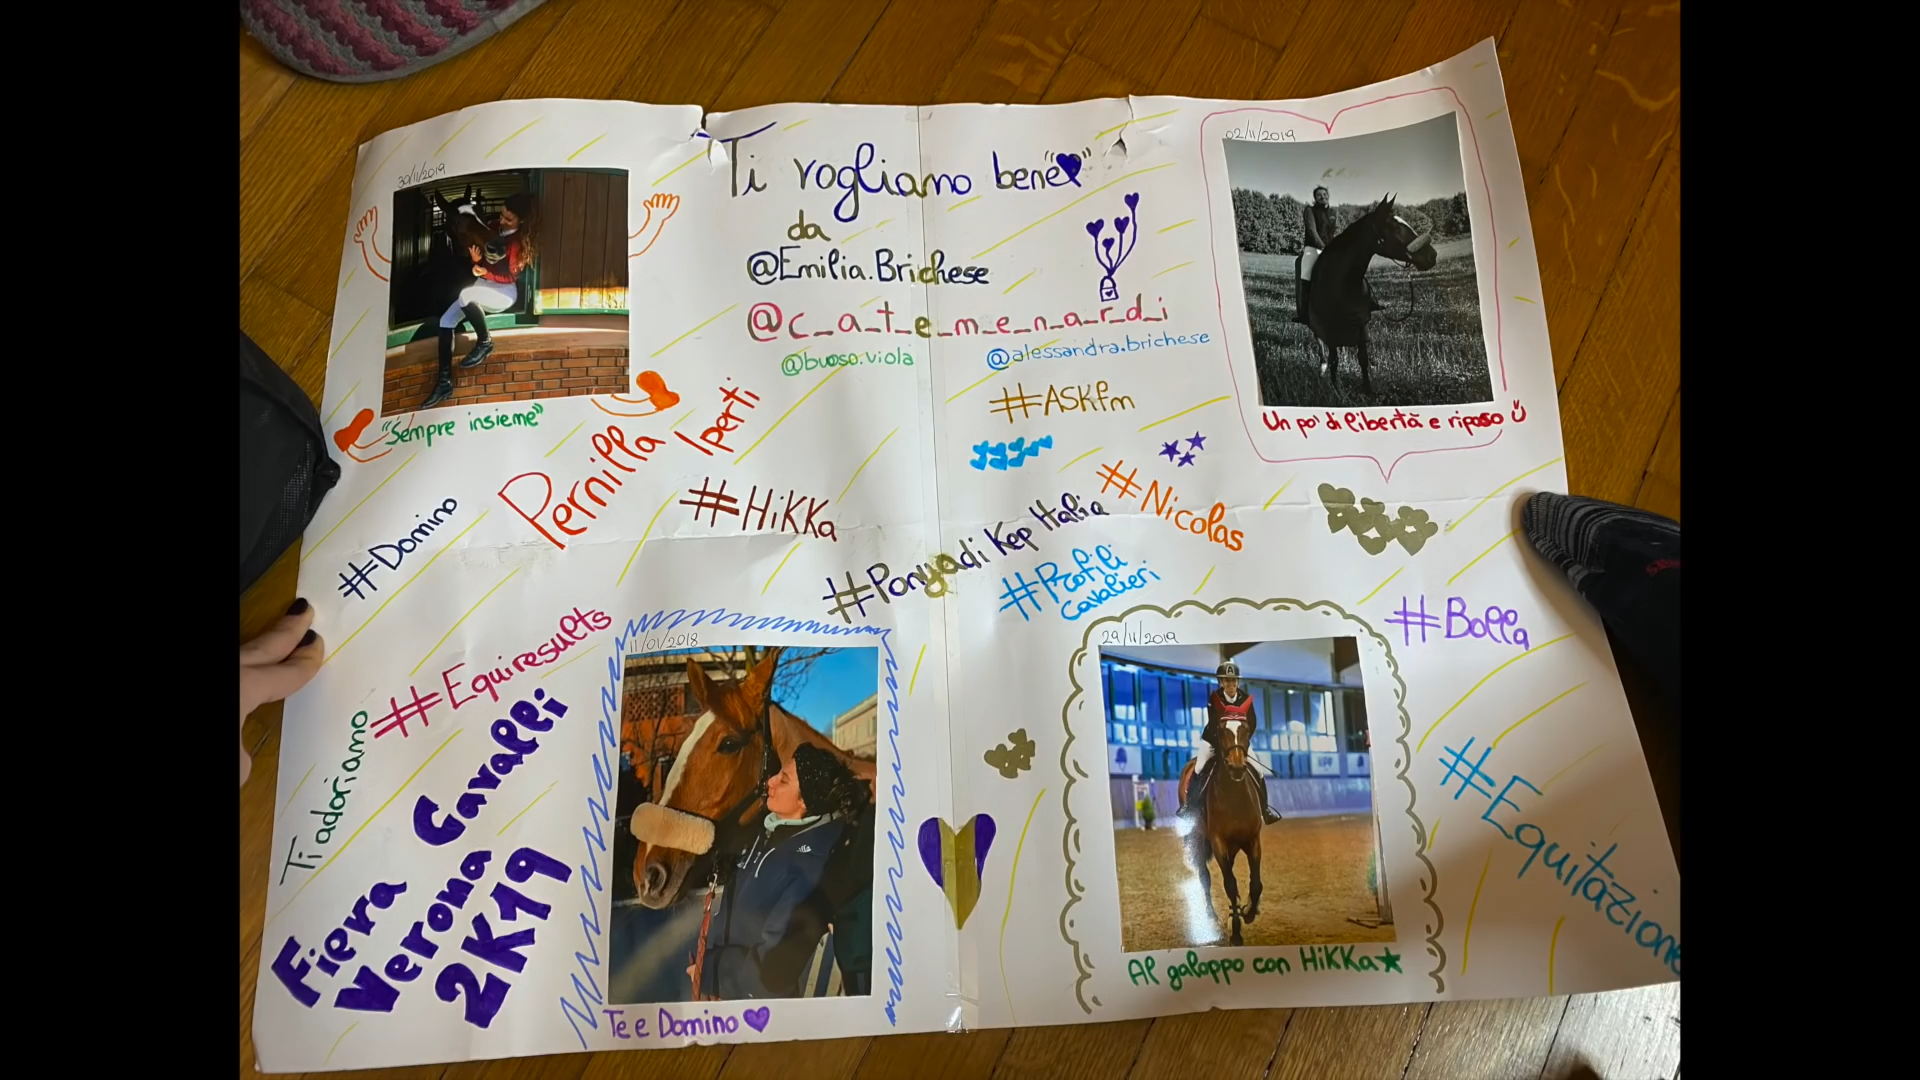 Ti vogliamo bene
da
@Emilia.Brichese
@c_a_t_e_m_e_n_a_r_d_i
@buoso.viola
@alessandra.brichese
#ASKfm
30/11/2019
"Sempre insieme"
02/11/2019
Un po' di libertà e riposo
Pernilla Iperti
#Domino
#HiKKa
#Nicolas
#Ponyadi Kep Italia
#Profili
Cavalieri
#Bolla
#Equiresults
Ti adoriamo
Fiera
Cavalli
Verona
2K19
11/01/2018
Te e Domino
29/11/2019
Al galoppo con HiKKa
#Equitazione